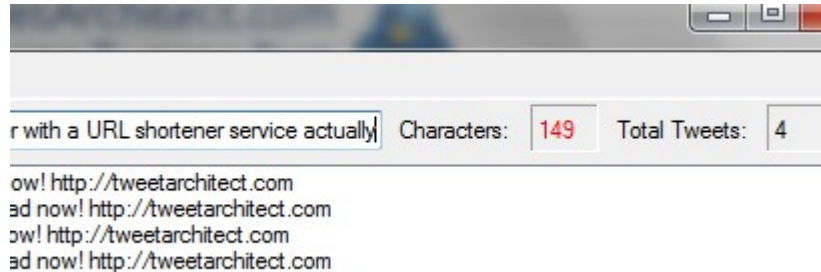 r with a URL shortener service actually Characters: 149 Total Tweets: 4
ow! http://tweetarchitect.com
ad now! http://tweetarchitect.com
ow! http://tweetarchitect.com
ad now! http://tweetarchitect.com